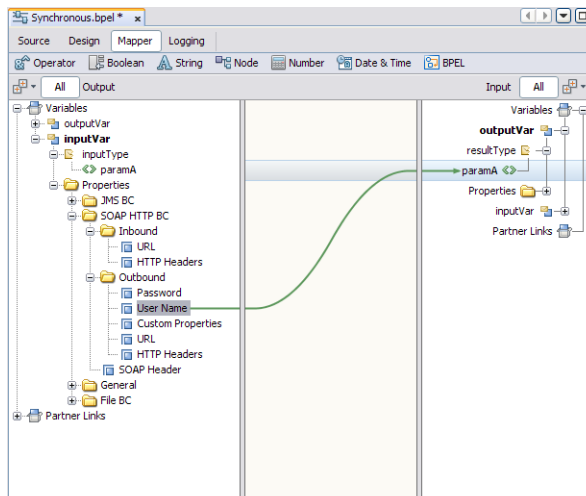 Synchronous.bpel * x
Source Design Mapper Logging
Operator Boolean String Node Number Date & Time BPEL
All Output Input All
Variables
outputVar
inputVar
inputType
paramA
Properties
JMS BC
SOAP HTTP BC
Inbound
URL
HTTP Headers
Outbound
Password
User Name
Custom Properties
URL
HTTP Headers
SOAP Header
General
File BC
Partner Links
Variables
outputVar
resultType
paramA
Properties
inputVar
Partner Links